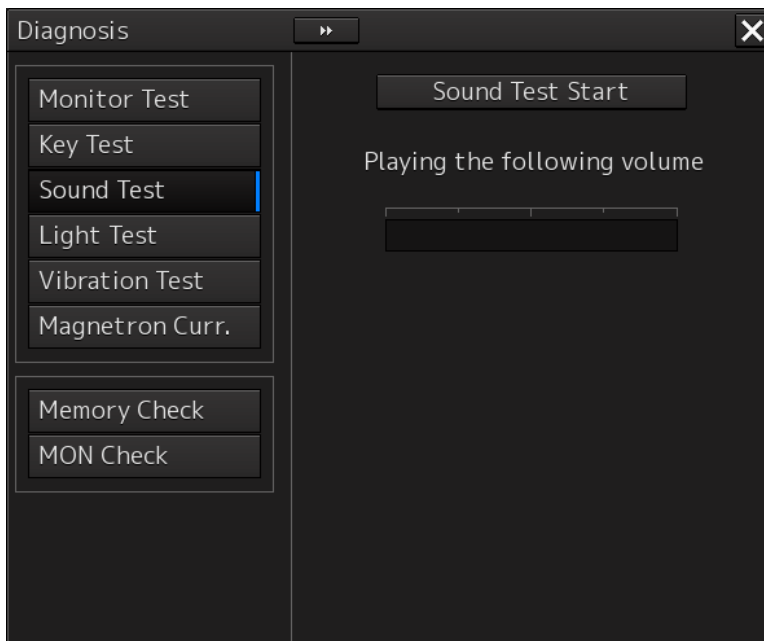 Diagnosis
Monitor Test
Key Test
Sound Test
Light Test
Vibration Test
Magnetron Curr.
Memory Check
MON Check
Sound Test Start
Playing the following volume